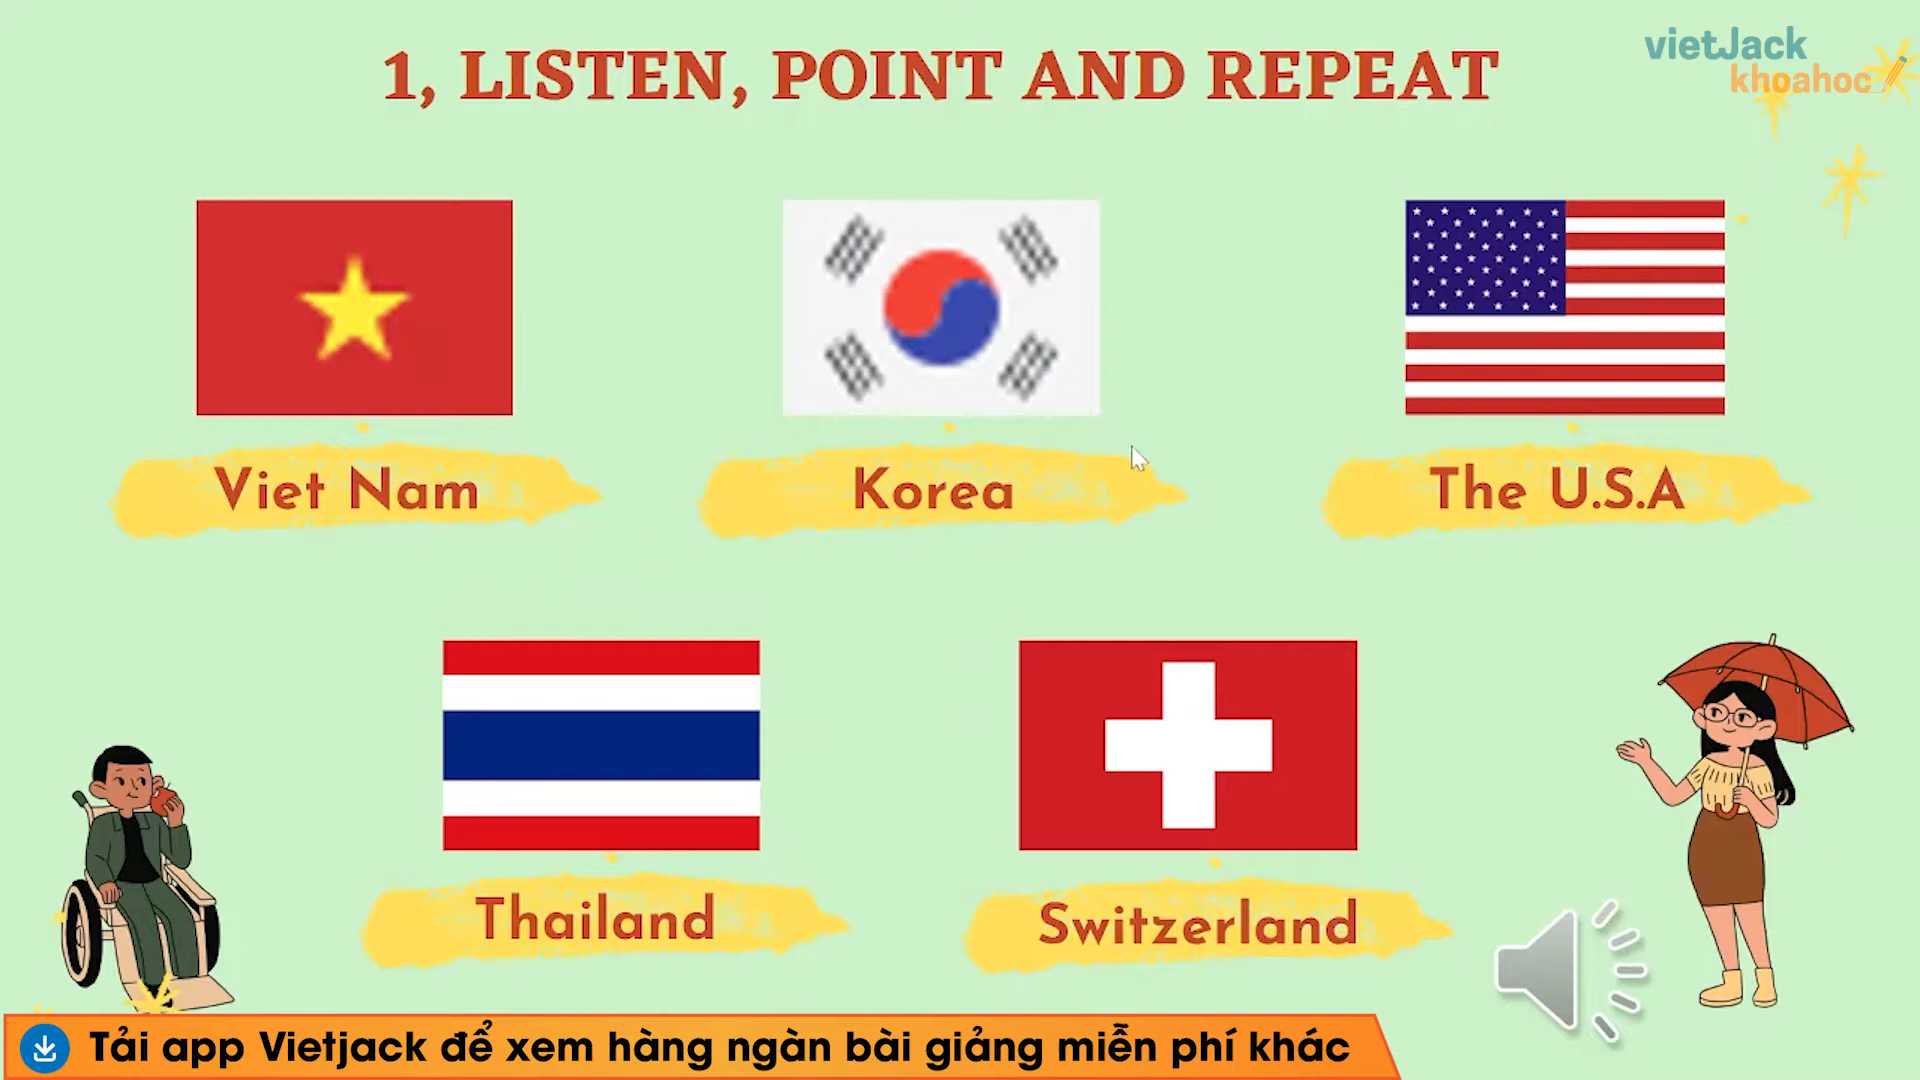 vietJack
khoahoc
1, LISTEN, POINT AND REPEAT
Viet Nam
Korea
The U.S.A
Thailand
Switzerland
Tải app Vietjack để xem hàng ngàn bài giảng miễn phí khác